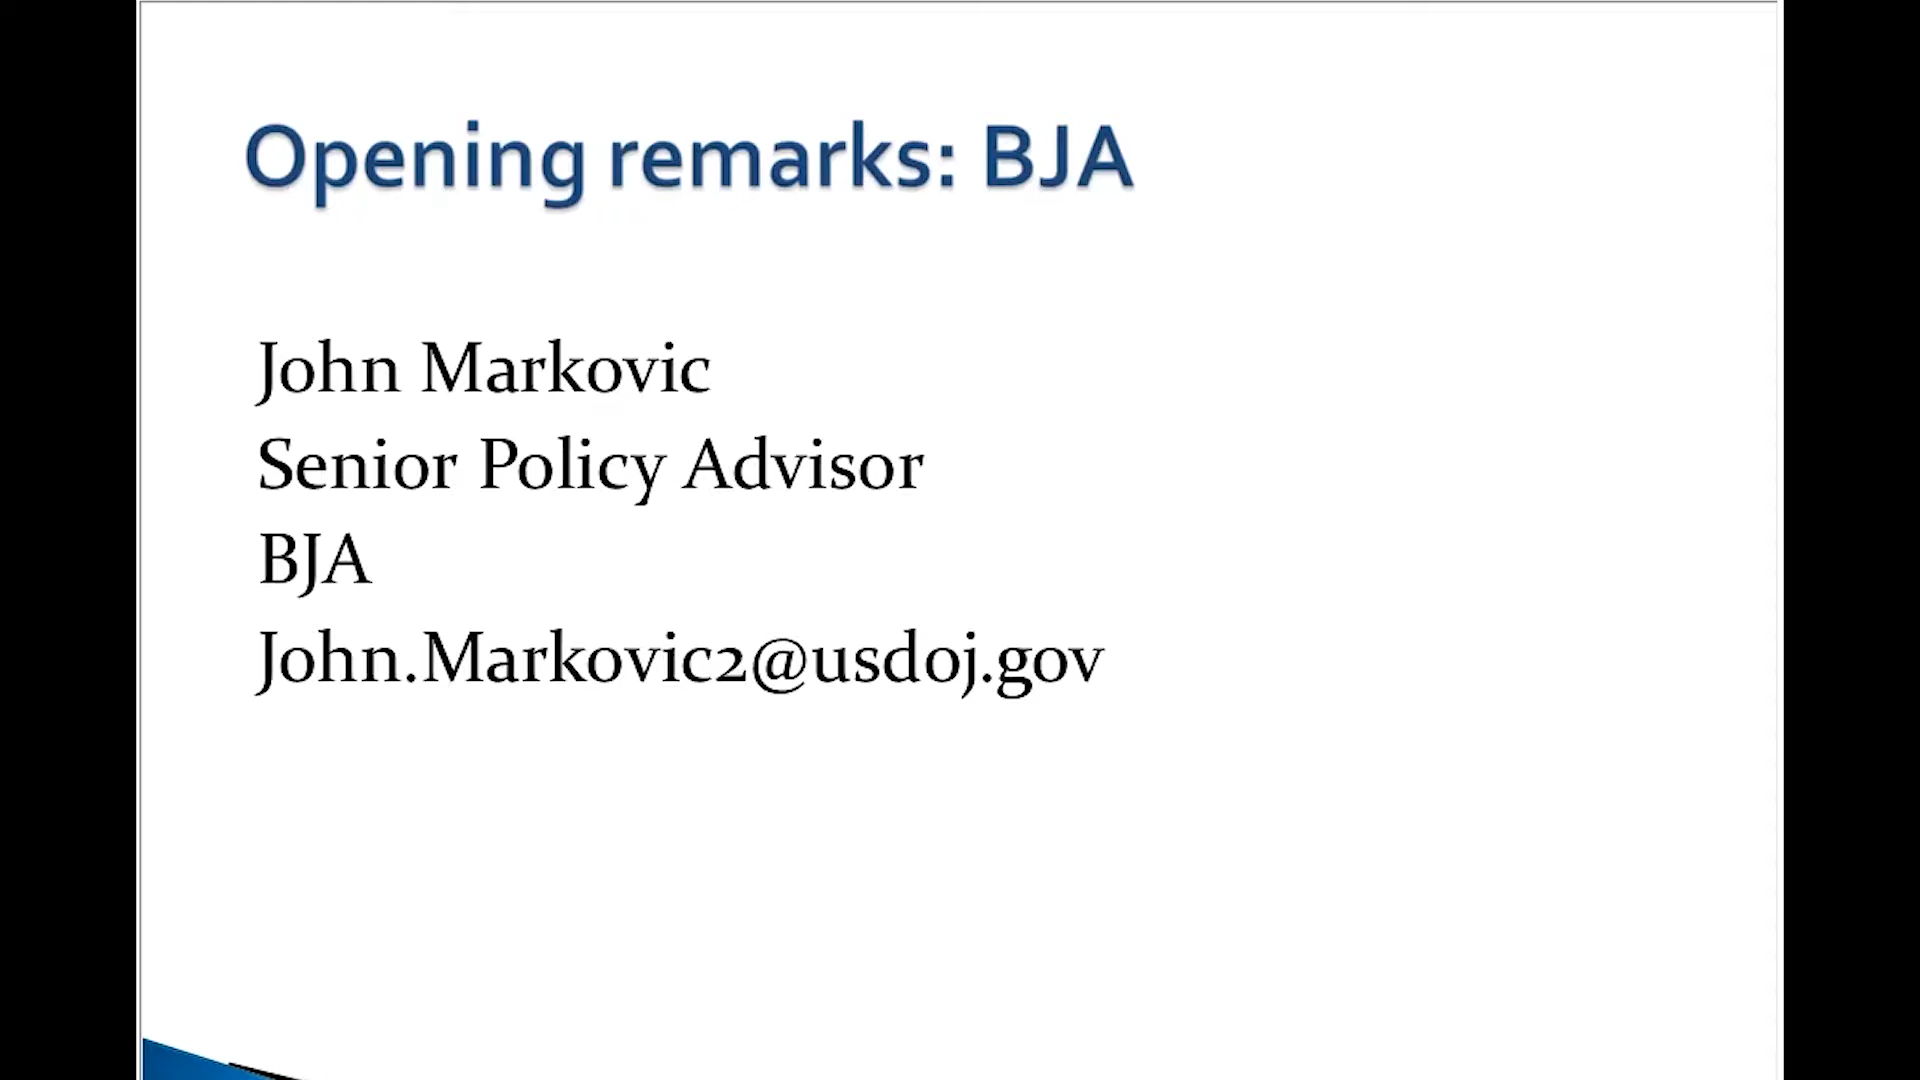 Opening remarks: BJA
John Markovic
Senior Policy Advisor
BJA
John.Markovic2@usdoj.gov